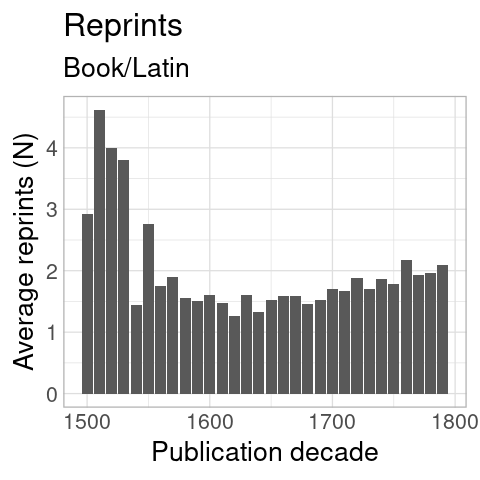 Reprints
Book/Latin
Average reprints (N)
4
3
2
1
0
1500 1600 1700 1800
Publication decade